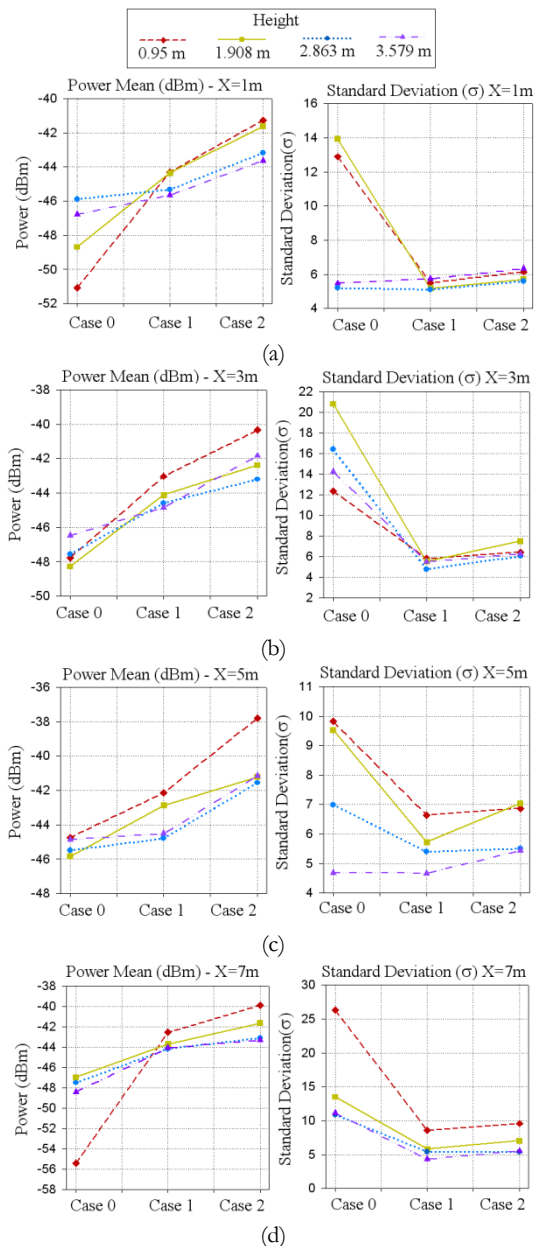 Height
0.95 m 1.908 m 2.863 m 3.579 m
Power Mean (dBm) - X=1m
Power (dBm)
-40
-42
-44
-46
-48
-50
-52
Case 0 Case 1 Case 2
Standard Deviation (σ) X=1m
Standard Deviation(σ)
16
14
12
10
8
6
4
Case 0 Case 1 Case 2
(a)
Power Mean (dBm) - X=3m
Power (dBm)
-38
-40
-42
-44
-46
-48
-50
Case 0 Case 1 Case 2
Standard Deviation (σ) X=3m
Standard Deviation(σ)
22
20
18
16
14
12
10
8
6
4
2
Case 0 Case 1 Case 2
(b)
Power Mean (dBm) - X=5m
Power (dBm)
-36
-38
-40
-42
-44
-46
-48
Case 0 Case 1 Case 2
Standard Deviation (σ) X=5m
Standard Deviation(σ)
11
10
9
8
7
6
5
4
Case 0 Case 1 Case 2
(c)
Power Mean (dBm) - X=7m
Power (dBm)
-38
-40
-42
-44
-46
-48
-50
-52
-54
-56
-58
Case 0 Case 1 Case 2
Standard Deviation (σ) X=7m
Standard Deviation(σ)
30
25
20
15
10
5
0
Case 0 Case 1 Case 2
(d)